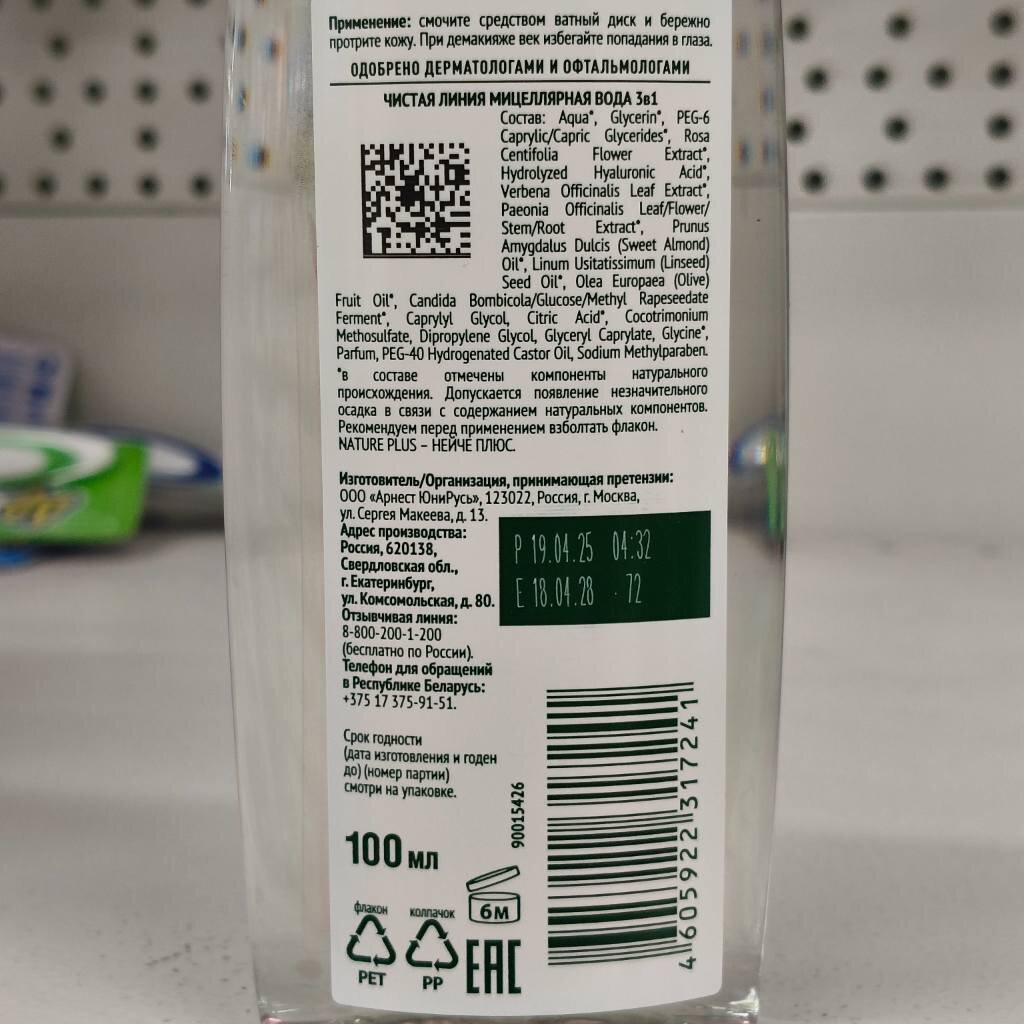 Применение: смочите средством ватный диск и бережно
протрите кожу. При демакияже век избегайте попадания в глаза.
ОДОБРЕНО ДЕРМАТОЛОГАМИ И ОФТАЛЬМОЛОГАМИ
ЧИСТАЯ ЛИНИЯ МИЦЕЛЛЯРНАЯ ВОДА 3в1
Состав: Aqua*, Glycerin*, PEG-6
Caprylic/Capric Glycerides*, Rosa
Centifolia Flower Extract*,
Hydrolyzed Hyaluronic Acid*,
Verbena Officinalis Leaf Extract*,
Paeonia Officinalis Leaf/Flower/
Stem/Root Extract*, Prunus
Amygdalus Dulcis (Sweet Almond)
Oil*, Linum Usitatissimum (Linseed)
Seed Oil*, Olea Europaea (Olive)
Fruit Oil*, Candida Bombicola/Glucose/Methyl Rapeseedate
Ferment*, Caprylyl Glycol, Citric Acid*, Cocotrimonium
Methosulfate, Dipropylene Glycol, Glyceryl Caprylate, Glycine*,
Parfum, PEG-40 Hydrogenated Castor Oil, Sodium Methylparaben.
*в составе отмечены компоненты натурального
происхождения. Допускается появление незначительного
осадка в связи с содержанием натуральных компонентов.
Рекомендуем перед применением взболтать флакон.
NATURE PLUS – НЕЙЧЕ ПЛЮС.
Изготовитель/Организация, принимающая претензии:
ООО «Арнест ЮниРусь», 123022, Россия, г. Москва,
ул. Сергея Макеева, д. 13.
Адрес производства:
Россия, 620138,
Свердловская обл.,
г. Екатеринбург,
ул. Комсомольская, д. 80.
Отзывчивая линия:
8-800-200-1-200
(бесплатно по России).
Телефон для обращений
в Республике Беларусь:
+375 17 375-91-51.
P 19.04.25 04:32
E 18.04.28 · 72
Срок годности
(дата изготовления и годен
до) (номер партии)
смотри на упаковке.
90015426
4605922317241
100 мл
6м
флакон
PET
колпачок
PP
EAC